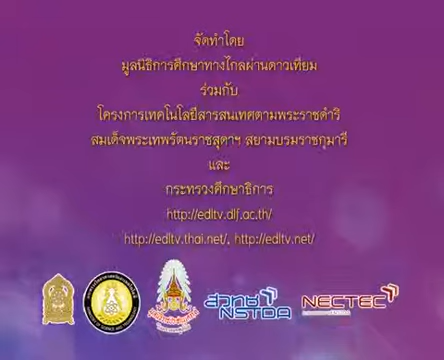 จัดทำโดย
มูลนิธิการศึกษาทางไกลผ่านดาวเทียม
ร่วมกับ
โครงการเทคโนโลยีสารสนเทศตามพระราชดำริ
สมเด็จพระเทพรัตนราชสุดาฯ สยามบรมราชกุมารี
และ
กระทรวงศึกษาธิการ
http://edltv.dlf.ac.th/
http://edltv.thai.net/, http://edltv.net/
สวทช NECTEC
NSTDA